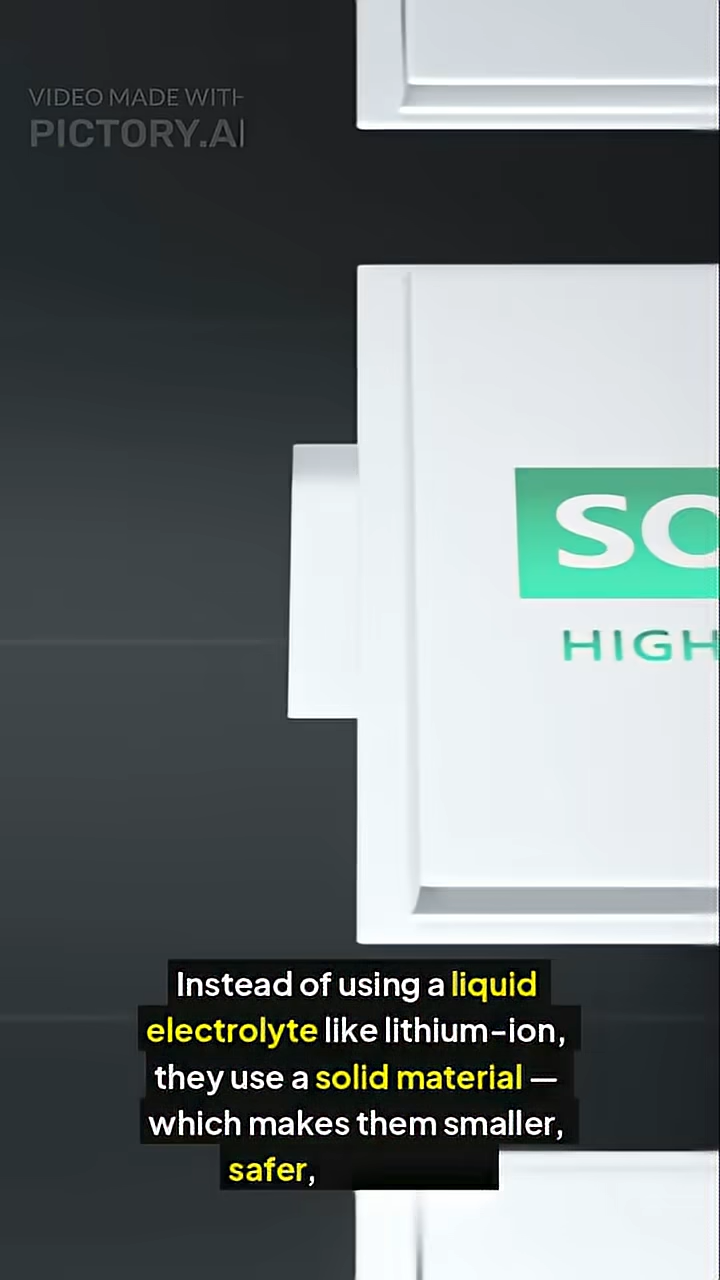 VIDEO MADE WITH
PICTORY.AI
SO
HIGH
Instead of using a liquid
electrolyte like lithium-ion,
they use a solid material —
which makes them smaller,
safer,